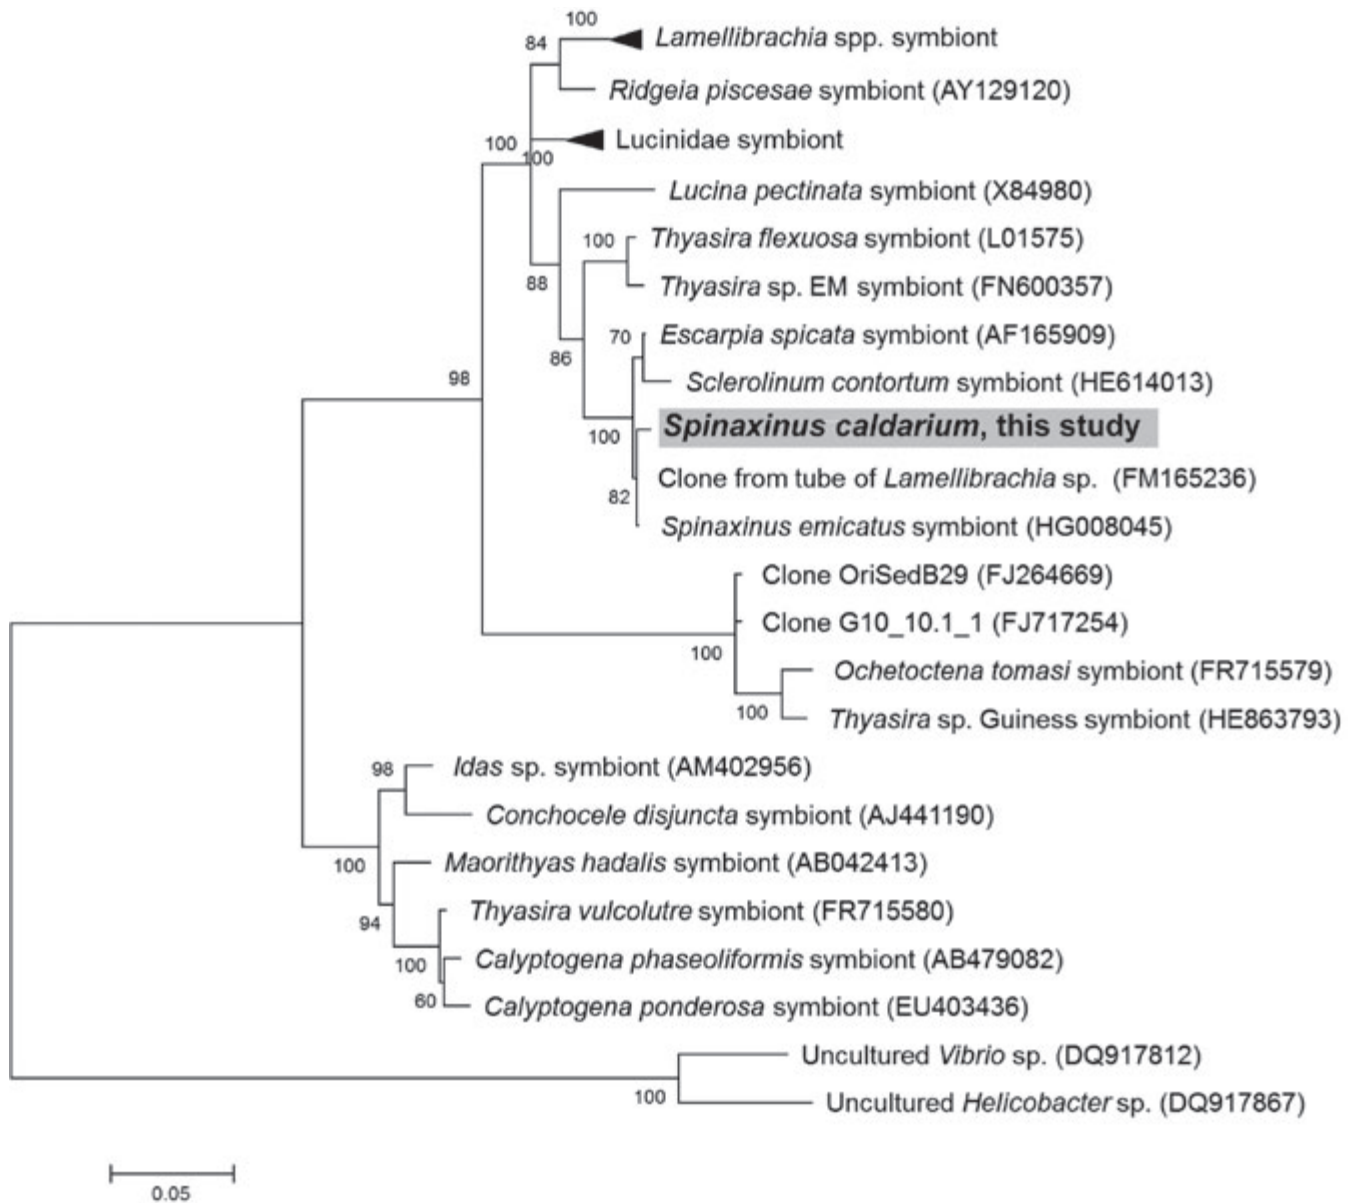 100
Lamellibrachia spp. symbiont
84
Ridgeia piscesae symbiont (AY129120)
100
Lucinidae symbiont
100
Lucina pectinata symbiont (X84980)
100
Thyasira flexuosa symbiont (L01575)
88
Thyasira sp. EM symbiont (FN600357)
70
Escarpia spicata symbiont (AF165909)
86
98
Sclerolinum contortum symbiont (HE614013)
Spinaxinus caldarium, this study
100
Clone from tube of Lamellibrachia sp. (FM165236)
82
Spinaxinus emicatus symbiont (HG008045)
Clone OriSedB29 (FJ264669)
Clone G10_10.1_1 (FJ717254)
100
Ochetoctena tomasi symbiont (FR715579)
100
Thyasira sp. Guiness symbiont (HE863793)
98
Idas sp. symbiont (AM402956)
Conchocele disjuncta symbiont (AJ441190)
100
Maorithyas hadalis symbiont (AB042413)
94
Thyasira vulcolutre symbiont (FR715580)
100
Calyptogena phaseoliformis symbiont (AB479082)
60
Calyptogena ponderosa symbiont (EU403436)
Uncultured Vibrio sp. (DQ917812)
100
Uncultured Helicobacter sp. (DQ917867)
0.05